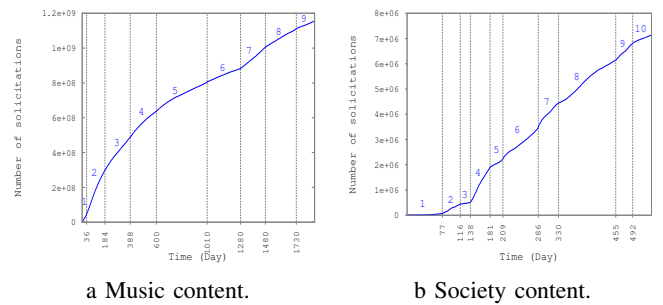 Number of solicitations
1.2e+09
1e+09
8e+08
6e+08
4e+08
2e+08
0
1
2
3
4
5
6
7
8
9
36
184
388
600
1010
1280
1480
1730
Time (Day)
a Music content.
Number of solicitations
8e+06
7e+06
6e+06
5e+06
4e+06
3e+06
2e+06
1e+06
0
1
2
3
4
5
6
7
8
9
10
77
116
138
181
209
286
330
455
492
Time (Day)
b Society content.